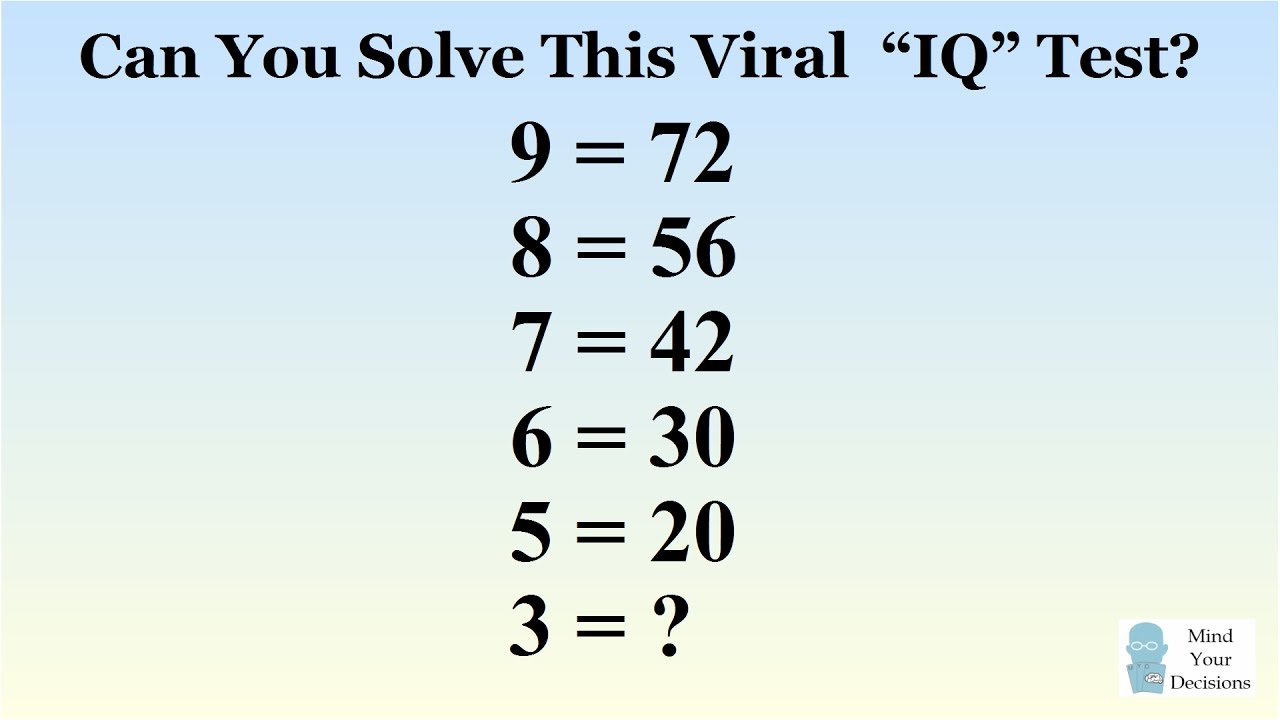 Can You Solve This Viral “IQ” Test?
9 = 72
8 = 56
7 = 42
6 = 30
5 = 20
3 = ?
Mind
Your
Decisions